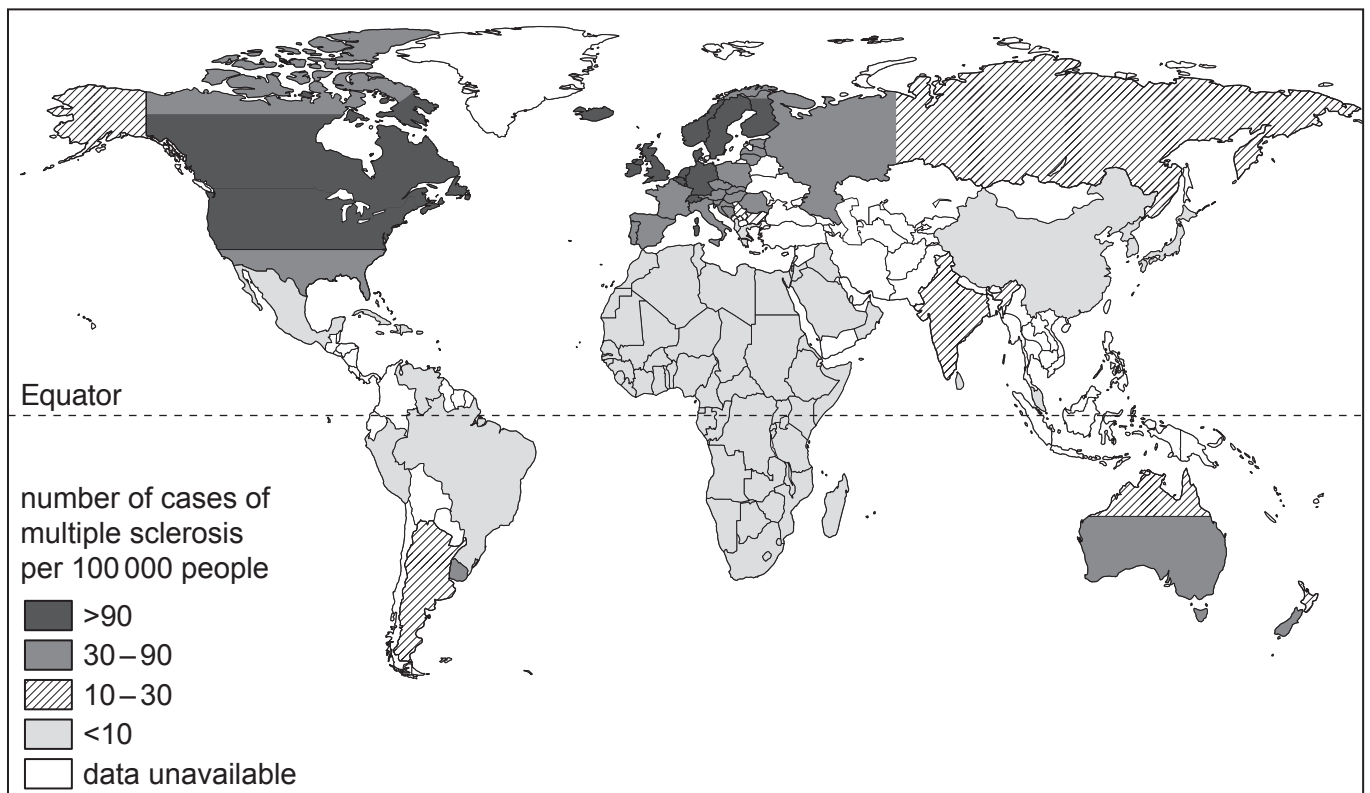 Equator
number of cases of
multiple sclerosis
per 100 000 people
>90
30 – 90
10 – 30
<10
data unavailable